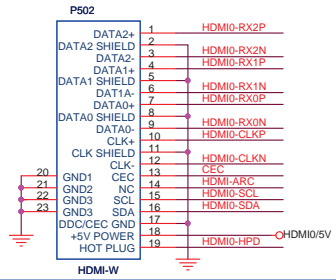 P502
DATA2+ 1 HDMI0-RX2P
DATA2 SHIELD 2
DATA2- 3 HDMI0-RX2N
DATA1+ 4 HDMI0-RX1P
DATA1 SHIELD 5
DAT1A- 6 HDMI0-RX1N
DATA0+ 7 HDMI0-RX0P
DATA0 SHIELD 8
DATA0- 9 HDMI0-RX0N
CLK+ 10 HDMI0-CLKP
CLK SHIELD 11
CLK- 12 HDMI0-CLKN
20 GND1 CEC 13 CEC
21 GND2 NC 14 HDMI-ARC
22 GND3 SCL 15 HDMI0-SCL
23 GND3 SDA 16 HDMI0-SDA
DDC/CEC GND 17
+5V POWER 18 HDMI0/5V
HOT PLUG 19 HDMI0-HPD
HDMI-W